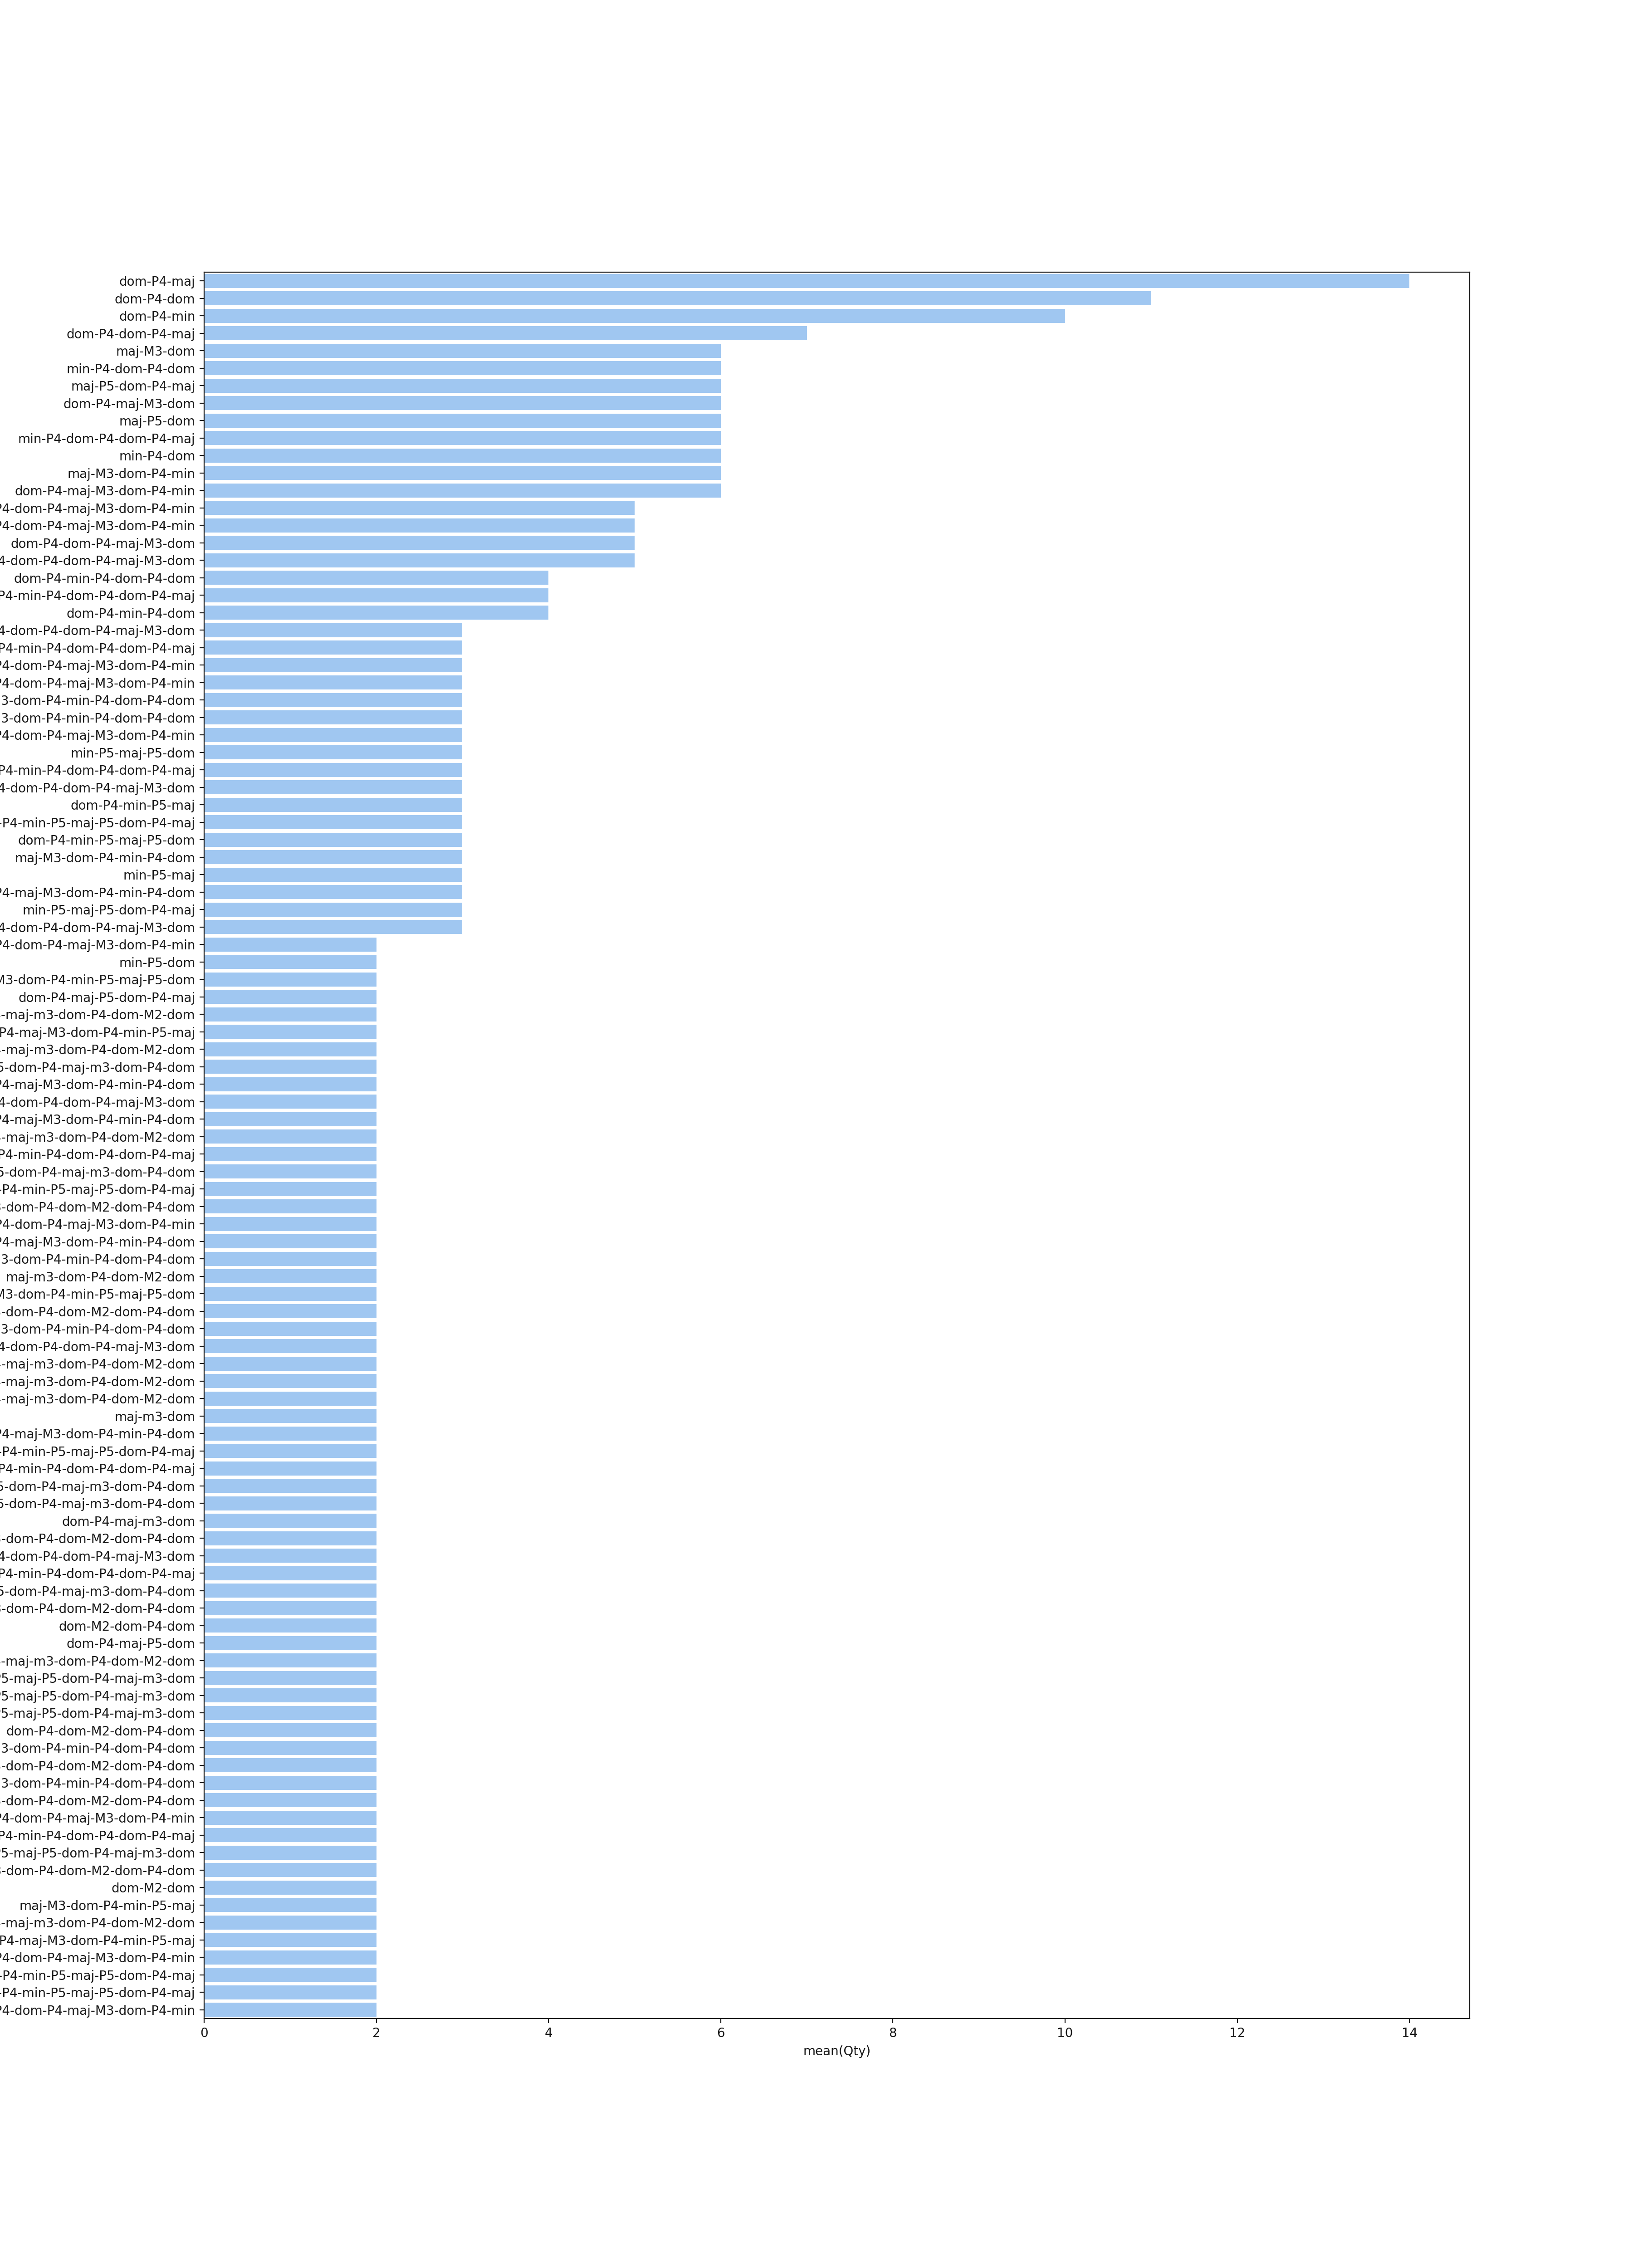 dom-P4-maj
dom-P4-dom
dom-P4-min
dom-P4-dom-P4-maj
maj-M3-dom
min-P4-dom-P4-dom
maj-P5-dom-P4-maj
dom-P4-maj-M3-dom
maj-P5-dom
min-P4-dom-P4-dom-P4-maj
min-P4-dom
maj-M3-dom-P4-min
dom-P4-maj-M3-dom-P4-min
P4-dom-P4-maj-M3-dom-P4-min
P4-dom-P4-maj-M3-dom-P4-min
dom-P4-dom-P4-maj-M3-dom
4-dom-P4-dom-P4-maj-M3-dom
dom-P4-min-P4-dom-P4-dom
P4-min-P4-dom-P4-dom-P4-maj
dom-P4-min-P4-dom
4-dom-P4-dom-P4-maj-M3-dom
P4-min-P4-dom-P4-dom-P4-maj
P4-dom-P4-maj-M3-dom-P4-min
P4-dom-P4-maj-M3-dom-P4-min
3-dom-P4-min-P4-dom-P4-dom
3-dom-P4-min-P4-dom-P4-dom
P4-dom-P4-maj-M3-dom-P4-min
min-P5-maj-P5-dom
P4-min-P4-dom-P4-dom-P4-maj
4-dom-P4-dom-P4-maj-M3-dom
dom-P4-min-P5-maj
-P4-min-P5-maj-P5-dom-P4-maj
dom-P4-min-P5-maj-P5-dom
maj-M3-dom-P4-min-P4-dom
min-P5-maj
P4-maj-M3-dom-P4-min-P4-dom
min-P5-maj-P5-dom-P4-maj
4-dom-P4-dom-P4-maj-M3-dom
P4-dom-P4-maj-M3-dom-P4-min
min-P5-dom
M3-dom-P4-min-P5-maj-P5-dom
dom-P4-maj-P5-dom-P4-maj
-maj-m3-dom-P4-dom-M2-dom
P4-maj-M3-dom-P4-min-P5-maj
-maj-m3-dom-P4-dom-M2-dom
5-dom-P4-maj-m3-dom-P4-dom
P4-maj-M3-dom-P4-min-P4-dom
4-dom-P4-dom-P4-maj-M3-dom
P4-maj-M3-dom-P4-min-P4-dom
-maj-m3-dom-P4-dom-M2-dom
P4-min-P4-dom-P4-dom-P4-maj
5-dom-P4-maj-m3-dom-P4-dom
-P4-min-P5-maj-P5-dom-P4-maj
-dom-P4-dom-M2-dom-P4-dom
P4-dom-P4-maj-M3-dom-P4-min
P4-maj-M3-dom-P4-min-P4-dom
3-dom-P4-min-P4-dom-P4-dom
maj-m3-dom-P4-dom-M2-dom
M3-dom-P4-min-P5-maj-P5-dom
-dom-P4-dom-M2-dom-P4-dom
3-dom-P4-min-P4-dom-P4-dom
4-dom-P4-dom-P4-maj-M3-dom
-maj-m3-dom-P4-dom-M2-dom
-maj-m3-dom-P4-dom-M2-dom
-maj-m3-dom-P4-dom-M2-dom
maj-m3-dom
P4-maj-M3-dom-P4-min-P4-dom
-P4-min-P5-maj-P5-dom-P4-maj
P4-min-P4-dom-P4-dom-P4-maj
5-dom-P4-maj-m3-dom-P4-dom
5-dom-P4-maj-m3-dom-P4-dom
dom-P4-maj-m3-dom
-dom-P4-dom-M2-dom-P4-dom
4-dom-P4-dom-P4-maj-M3-dom
P4-min-P4-dom-P4-dom-P4-maj
5-dom-P4-maj-m3-dom-P4-dom
-dom-P4-dom-M2-dom-P4-dom
dom-M2-dom-P4-dom
dom-P4-maj-P5-dom
-maj-m3-dom-P4-dom-M2-dom
P5-maj-P5-dom-P4-maj-m3-dom
P5-maj-P5-dom-P4-maj-m3-dom
P5-maj-P5-dom-P4-maj-m3-dom
dom-P4-dom-M2-dom-P4-dom
3-dom-P4-min-P4-dom-P4-dom
-dom-P4-dom-M2-dom-P4-dom
3-dom-P4-min-P4-dom-P4-dom
-dom-P4-dom-M2-dom-P4-dom
P4-dom-P4-maj-M3-dom-P4-min
P4-min-P4-dom-P4-dom-P4-maj
P5-maj-P5-dom-P4-maj-m3-dom
-dom-P4-dom-M2-dom-P4-dom
dom-M2-dom
maj-M3-dom-P4-min-P5-maj
-maj-m3-dom-P4-dom-M2-dom
P4-maj-M3-dom-P4-min-P5-maj
P4-dom-P4-maj-M3-dom-P4-min
-P4-min-P5-maj-P5-dom-P4-maj
-P4-min-P5-maj-P5-dom-P4-maj
P4-dom-P4-maj-M3-dom-P4-min
0 2 4 6 8 10 12 14
mean(Qty)